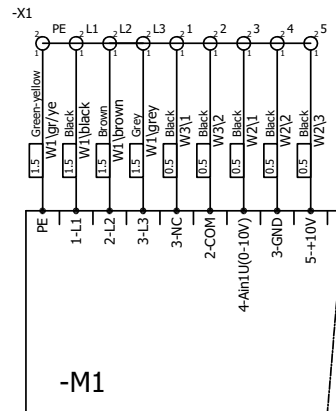 -X1
PE L1 L2 L3 1 2 3 4 5
2 2 2 2 2 2 2 2 2
1 1 1 1 1 1 1 1 1
1.5 Green-yellow
W1\gr/ye
1.5 Black
W1\black
1.5 Brown
W1\brown
1.5 Grey
W1\grey
0.5 Black
W3\1
0.5 Black
W3\2
0.5 Black
W2\1
0.5 Black
W2\2
0.5 Black
W2\3
PE
1-L1
2-L2
3-L3
3-NC
2-COM
4-Ain1U(0-10V)
3-GND
5-+10V
-M1